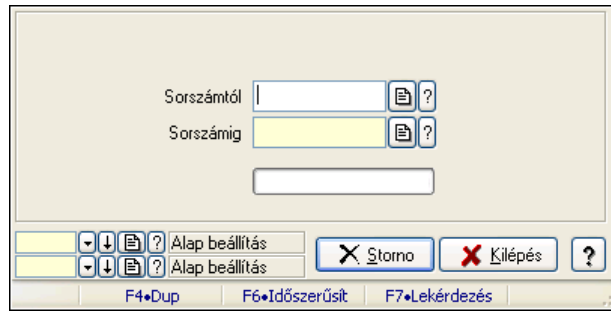 Sorszámtól ?
Sorszámig ?
? Alap beállítás
? Alap beállítás
Storno Kilépés ?
F4•Dup F6•Időszerűsít F7•Lekérdezés